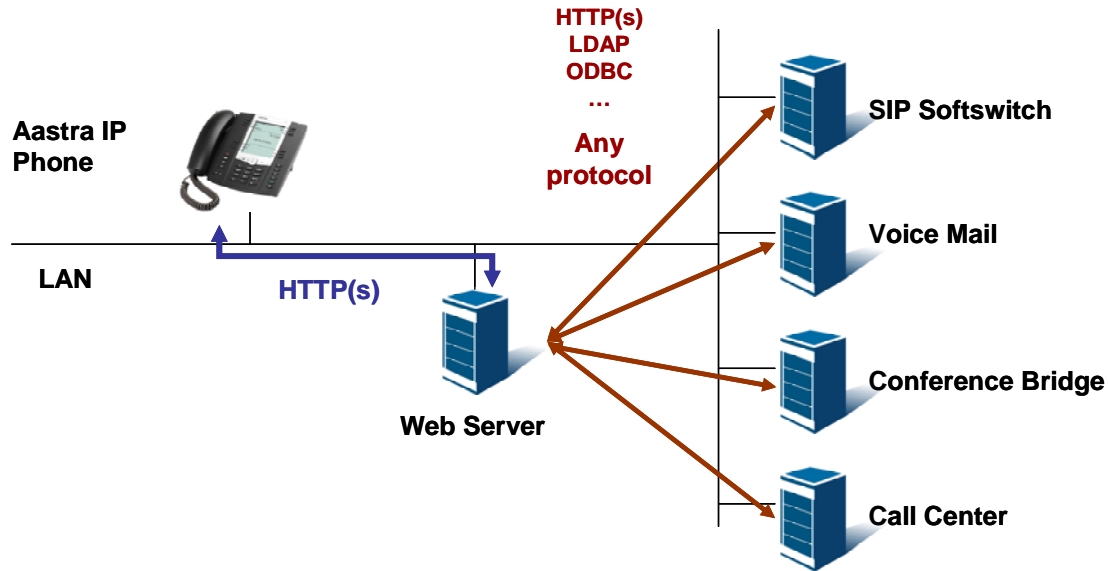 HTTP(s)
LDAP
ODBC
...
Any
protocol
Aastra IP
Phone
SIP Softswitch
Voice Mail
LAN
HTTP(s)
Conference Bridge
Web Server
Call Center